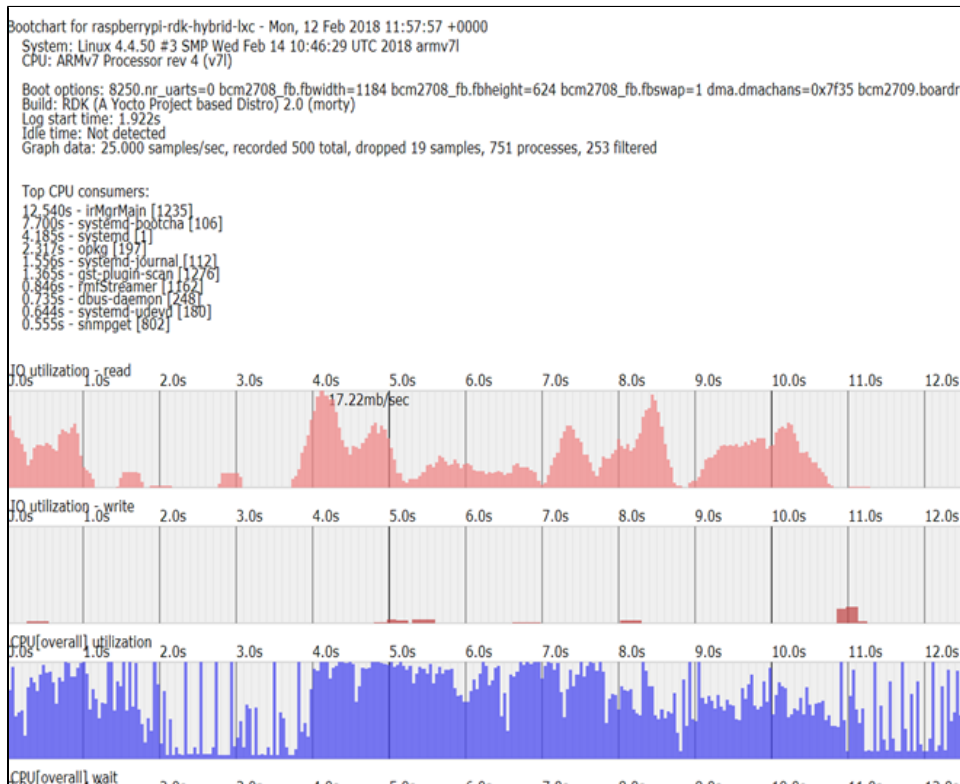 Bootchart for raspberrypi-rdk-hybrid-lxc - Mon, 12 Feb 2018 11:57:57 +0000
System: Linux 4.4.50 #3 SMP Wed Feb 14 10:46:29 UTC 2018 armv7l
CPU: ARMv7 Processor rev 4 (v7l)
Boot options: 8250.nr_uarts=0 bcm2708_fb.fbwidth=1184 bcm2708_fb.fbheight=624 bcm2708_fb.fbswap=1 dma.dmachans=0x7f35 bcm2709.boardr
Build: RDK (A Yocto Project based Distro) 2.0 (morty)
Log start time: 1.922s
Idle time: Not detected
Graph data: 25.000 samples/sec, recorded 500 total, dropped 19 samples, 751 processes, 253 filtered
Top CPU consumers:
12.540s - irMgrMain [1235]
7.700s - systemd-bootcha [106]
4.185s - systemd [1]
2.317s - opkg [197]
1.556s - systemd-journal [112]
1.365s - gst-plugin-scan [1276]
0.846s - rmfStreamer [1162]
0.735s - dbus-daemon [248]
0.644s - systemd-udevd [180]
0.555s - snmpget [802]
IO utilization - read
0.0s 1.0s 2.0s 3.0s 4.0s 5.0s 6.0s 7.0s 8.0s 9.0s 10.0s 11.0s 12.0s
17.22mb/sec
IO utilization - write
0.0s 1.0s 2.0s 3.0s 4.0s 5.0s 6.0s 7.0s 8.0s 9.0s 10.0s 11.0s 12.0s
CPU[overall] utilization
0.0s 1.0s 2.0s 3.0s 4.0s 5.0s 6.0s 7.0s 8.0s 9.0s 10.0s 11.0s 12.0s
CPU[overall] wait